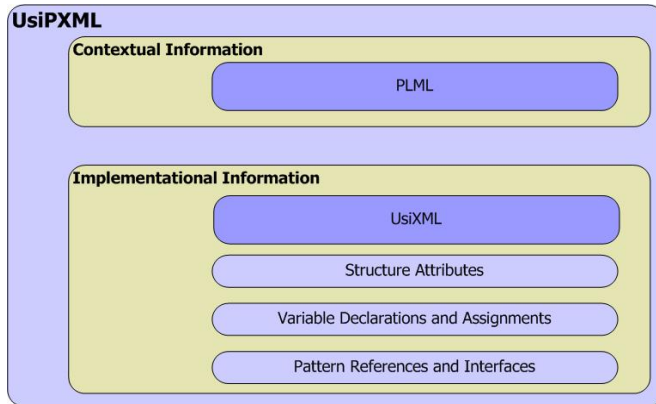 UsiPXML
Contextual Information
PLML
Implementational Information
UsiXML
Structure Attributes
Variable Declarations and Assignments
Pattern References and Interfaces